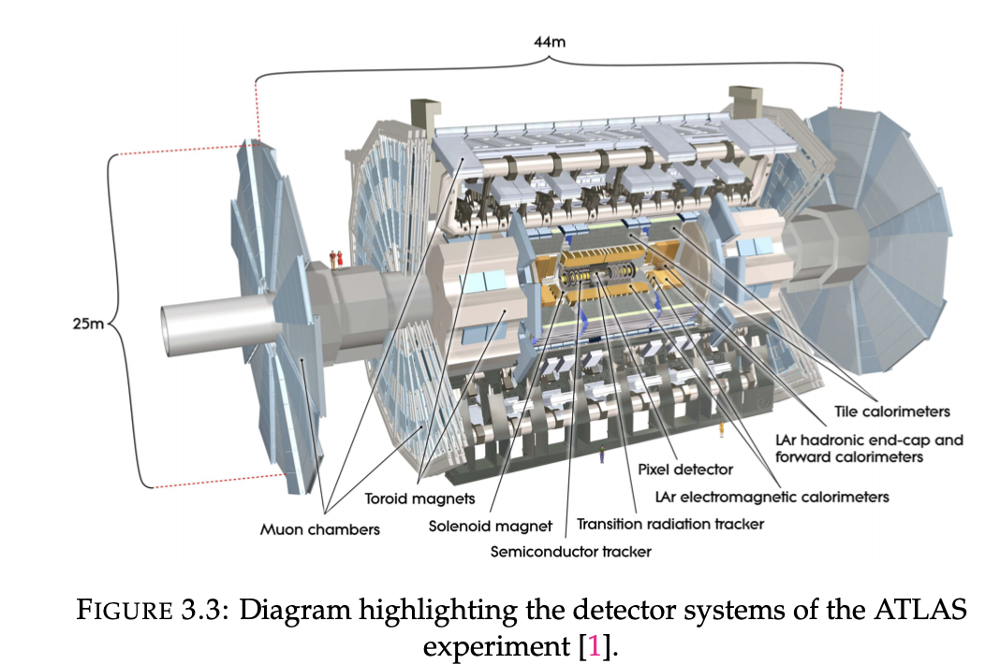 44m
25m
Tile calorimeters
LAr hadronic end-cap and
forward calorimeters
Pixel detector
LAr electromagnetic calorimeters
Toroid magnets
Solenoid magnet
Transition radiation tracker
Muon chambers
Semiconductor tracker
FIGURE 3.3: Diagram highlighting the detector systems of the ATLAS
experiment [1].